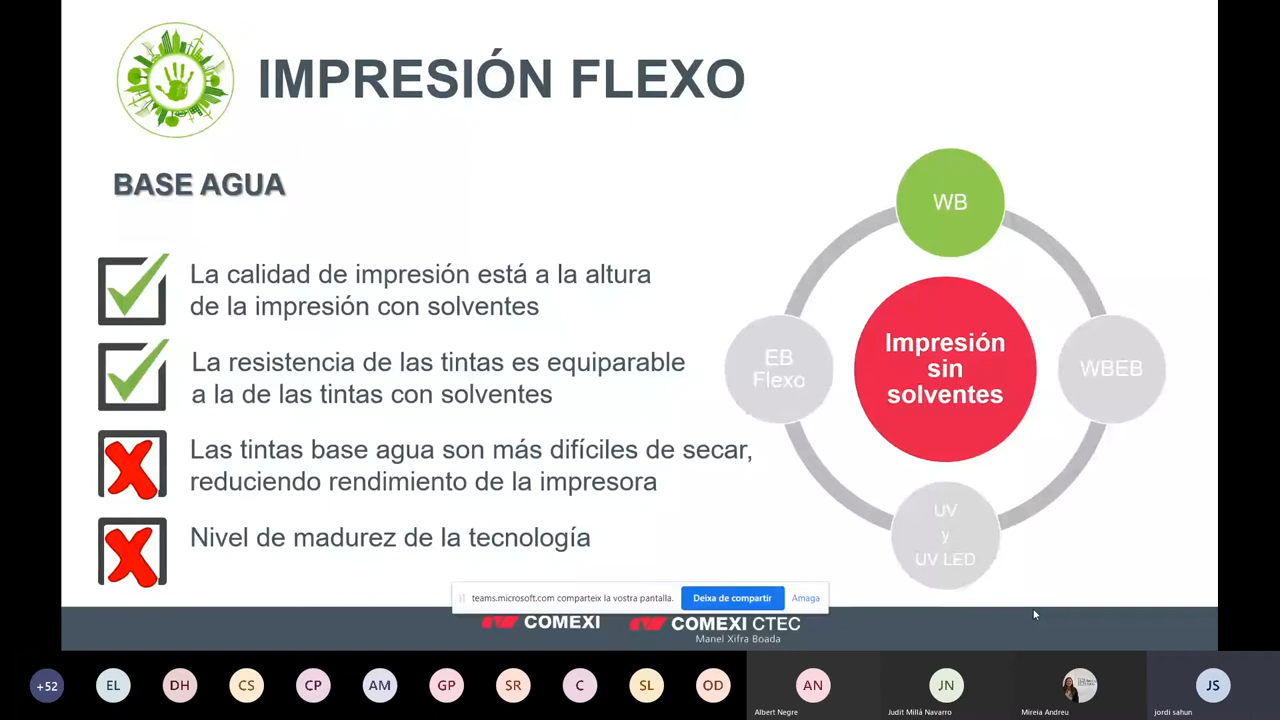 IMPRESIÓN FLEXO
BASE AGUA
La calidad de impresión está a la altura
de la impresión con solventes
La resistencia de las tintas es equiparable
a la de las tintas con solventes
Las tintas base agua son más difíciles de secar,
reduciendo rendimiento de la impresora
Nivel de madurez de la tecnología
WB
EB
Flexo
Impresión
sin
solventes
WBEB
UV
y
UV LED
teams.microsoft.com comparteix la vostra pantalla.
Deixa de compartir
Amaga
COMEXI
COMEXI CTEC
Manel Xifra Boada
+52
EL
DH
CS
CP
AM
GP
SR
C
SL
OD
AN
JN
JS
Albert Negre
Judit Millà Navarro
Mireia Andreu
jordi sahun